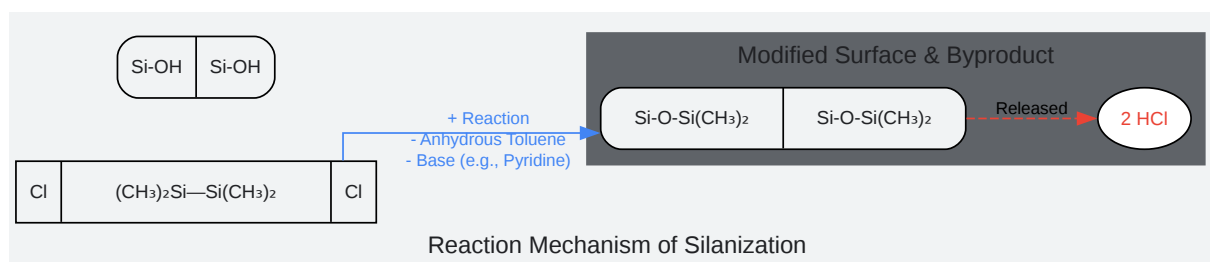 Si-OH
Si-OH
Cl
(CH₃)₂Si—Si(CH₃)₂
Cl
+ Reaction
- Anhydrous Toluene
- Base (e.g., Pyridine)
Modified Surface & Byproduct
Si-O-Si(CH₃)₂
Si-O-Si(CH₃)₂
Released
2 HCl
Reaction Mechanism of Silanization